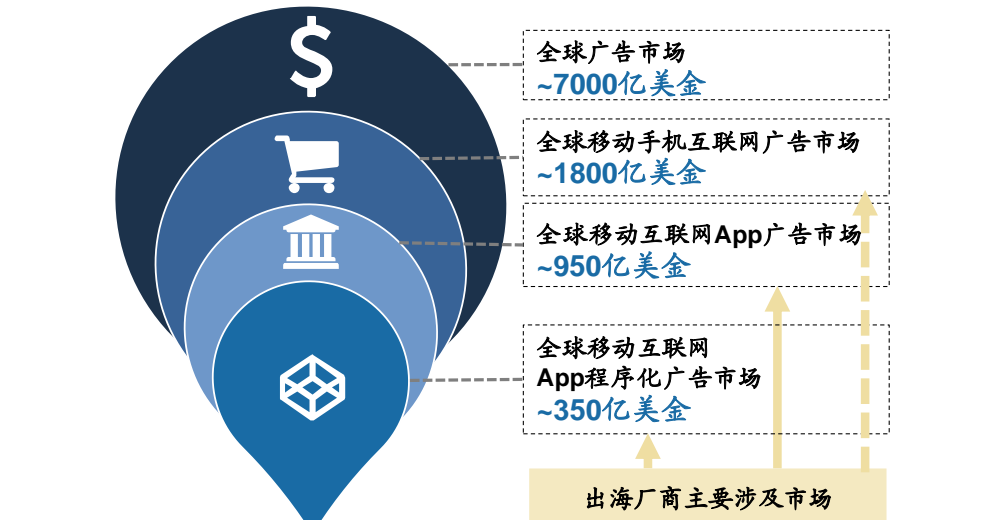 $
全球广告市场
~7000亿美金
全球移动手机互联网广告市场
~1800亿美金
全球移动互联网App广告市场
~950亿美金
全球移动互联网
App程序化广告市场
~350亿美金
出海厂商主要涉及市场